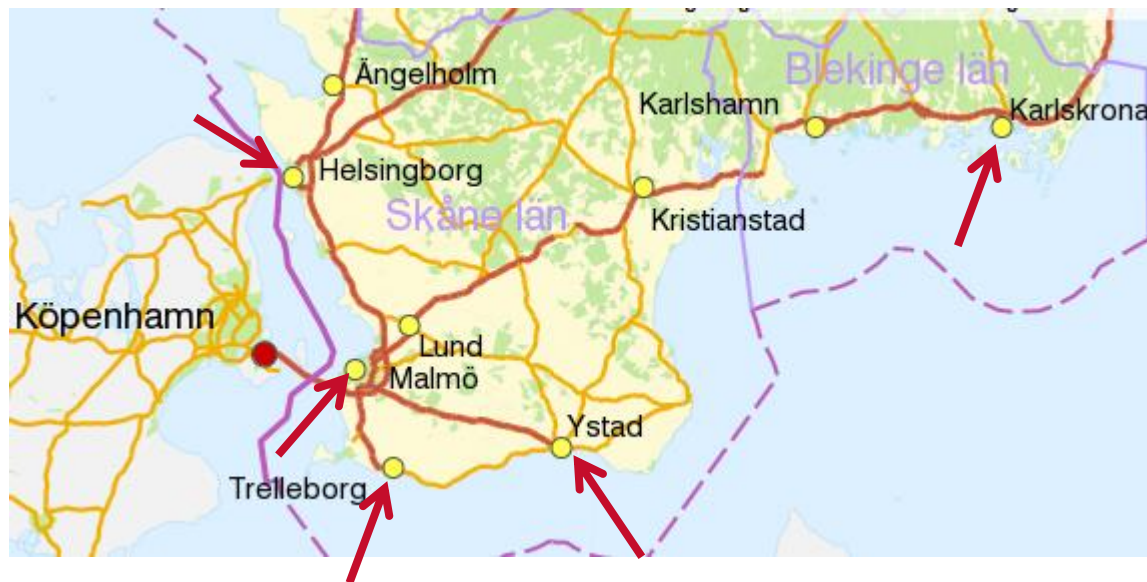 Ängelholm
Blekinge län
Karlshamn
Karlskrona
Helsingborg
Skåne län
Kristianstad
Köpenhamn
Lund
Malmö
Ystad
Trelleborg